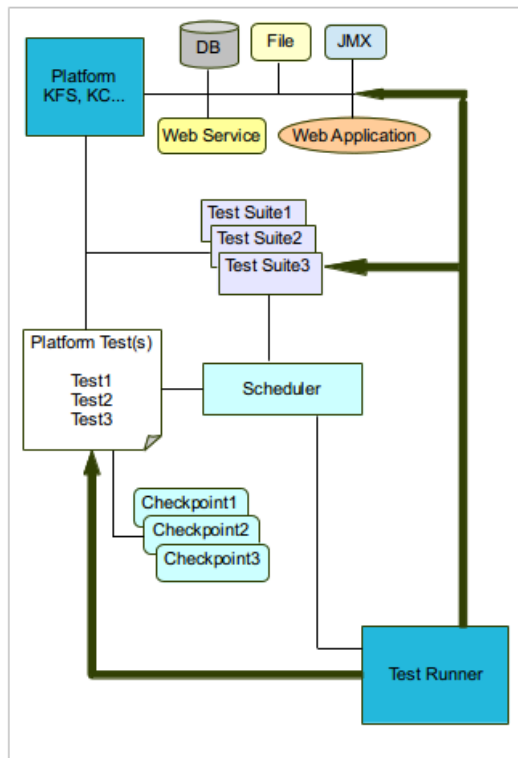 DB
File
JMX
Platform
KFS, KC...
Web Service
Web Application
Test Suite1
Test Suite2
Test Suite3
Platform Test(s)
Test1
Test2
Test3
Scheduler
Checkpoint1
Checkpoint2
Checkpoint3
Test Runner